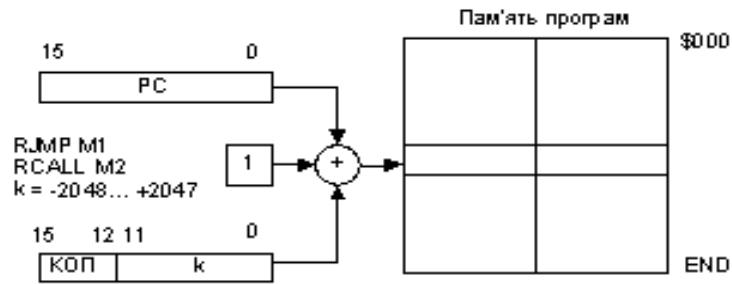 Пам'ять програм
$000
15 0
PC
RJMP M1
RCALL M2
k = -2048... +2047
1
+
15 12 11 0
КОП k
END